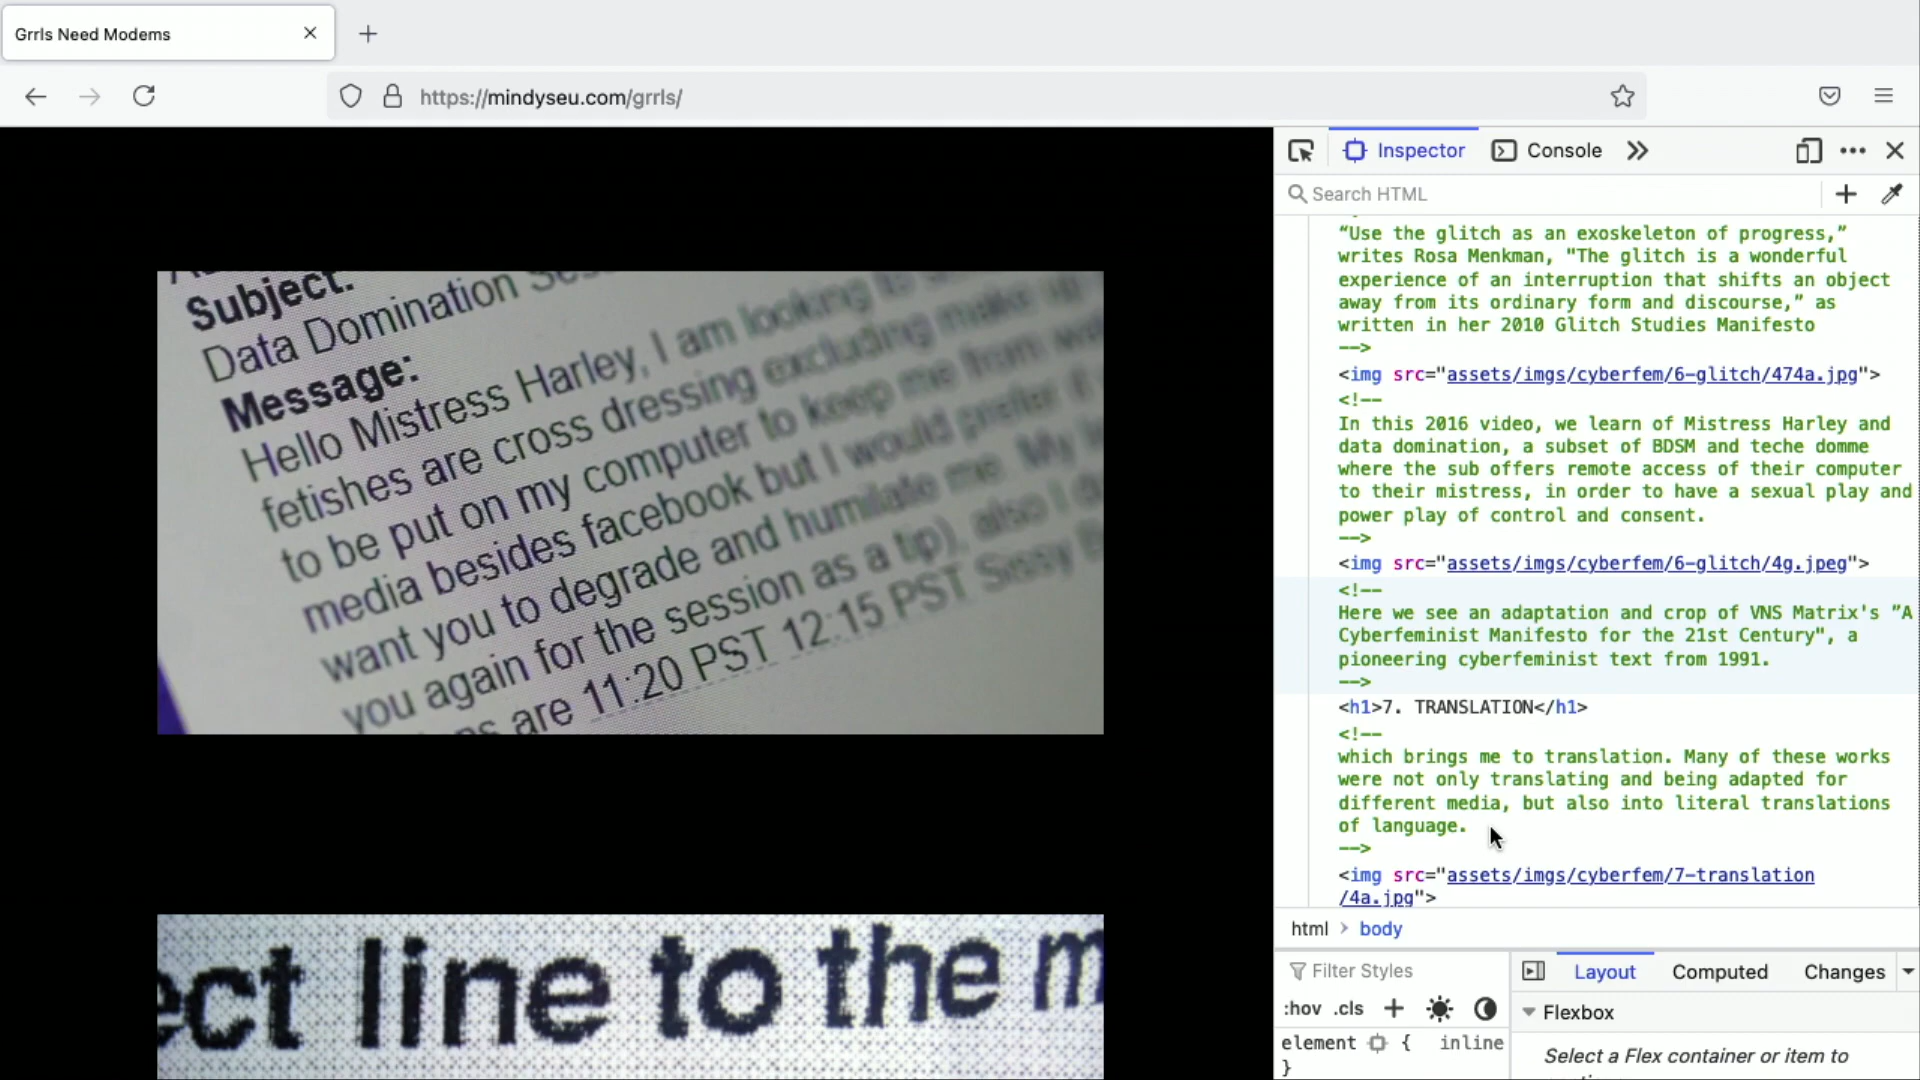 Grrls Need Modems
https://mindyseu.com/grrls/
Subject:
Data Domination
Message:
Hello Mistress Harley, I am looking to
fetishes are cross dressing excluding make up
to be put on my computer to keep me from
media besides facebook but I would prefer
want you to degrade and humiliate me. My
you again for the session as a tip), also I
are 11:20 PST 12:15 PST Sissy
ect line to the m
Inspector
Console
Search HTML
“Use the glitch as an exoskeleton of progress,”
writes Rosa Menkman, "The glitch is a wonderful
experience of an interruption that shifts an object
away from its ordinary form and discourse,” as
written in her 2010 Glitch Studies Manifesto
-->
<img src="assets/imgs/cyberfem/6-glitch/474a.jpg">
<!--
In this 2016 video, we learn of Mistress Harley and
data domination, a subset of BDSM and teche domme
where the sub offers remote access of their computer
to their mistress, in order to have a sexual play and
power play of control and consent.
-->
<img src="assets/imgs/cyberfem/6-glitch/4g.jpeg">
<!--
Here we see an adaptation and crop of VNS Matrix's ”A
Cyberfeminist Manifesto for the 21st Century", a
pioneering cyberfeminist text from 1991.
-->
<h1>7. TRANSLATION</h1>
<!--
which brings me to translation. Many of these works
were not only translating and being adapted for
different media, but also into literal translations
of language.
-->
<img src="assets/imgs/cyberfem/7-translation
/4a.jpg">
html > body
Filter Styles
:hov .cls +
element { inline
}
Layout Computed Changes
Flexbox
Select a Flex container or item to